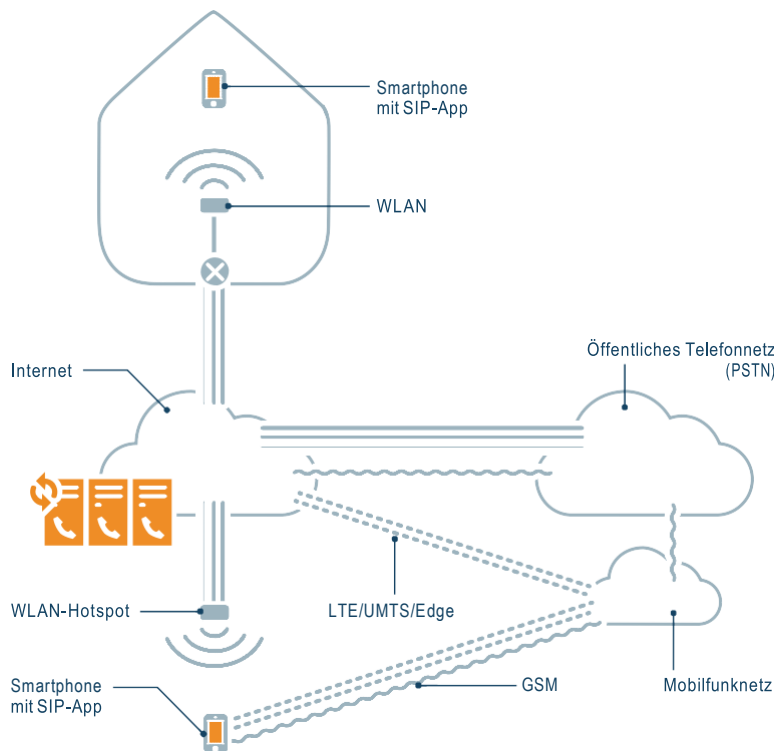 Smartphone
mit SIP-App
WLAN
Öffentliches Telefonnetz
(PSTN)
Internet
WLAN-Hotspot
LTE/UMTS/Edge
Smartphone
mit SIP-App
GSM
Mobilfunknetz